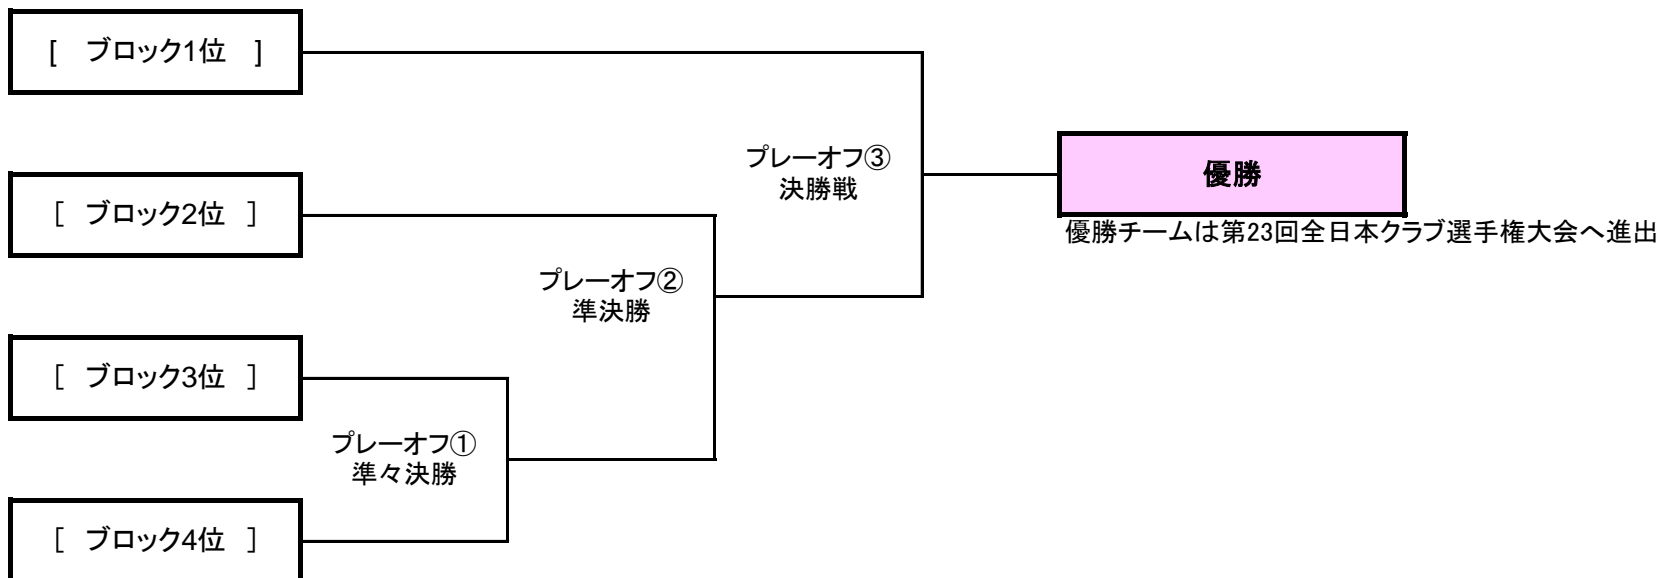 [　ブロック1位　]
プレーオフ③
決勝戦
優勝
優勝チームは第23回全日本クラブ選手権大会へ進出
[　ブロック2位　]
プレーオフ②
準決勝
[　ブロック3位　]
プレーオフ①
準々決勝
[　ブロック4位　]